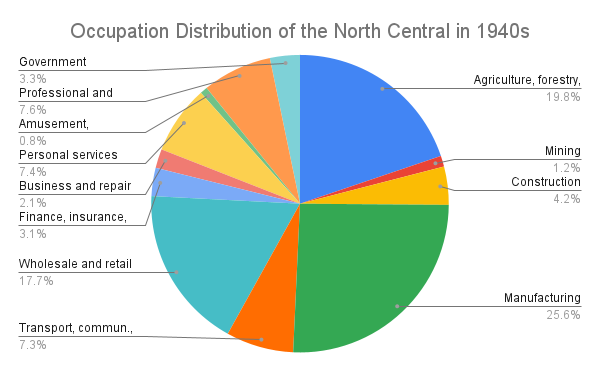 Occupation Distribution of the North Central in 1940s
Government
3.3%
Professional and
7.6%
Amusement,
0.8%
Personal services
7.4%
Business and repair
2.1%
Finance, insurance,
3.1%
Wholesale and retail
17.7%
Transport, commun.,
7.3%
Agriculture, forestry,
19.8%
Mining
1.2%
Construction
4.2%
Manufacturing
25.6%